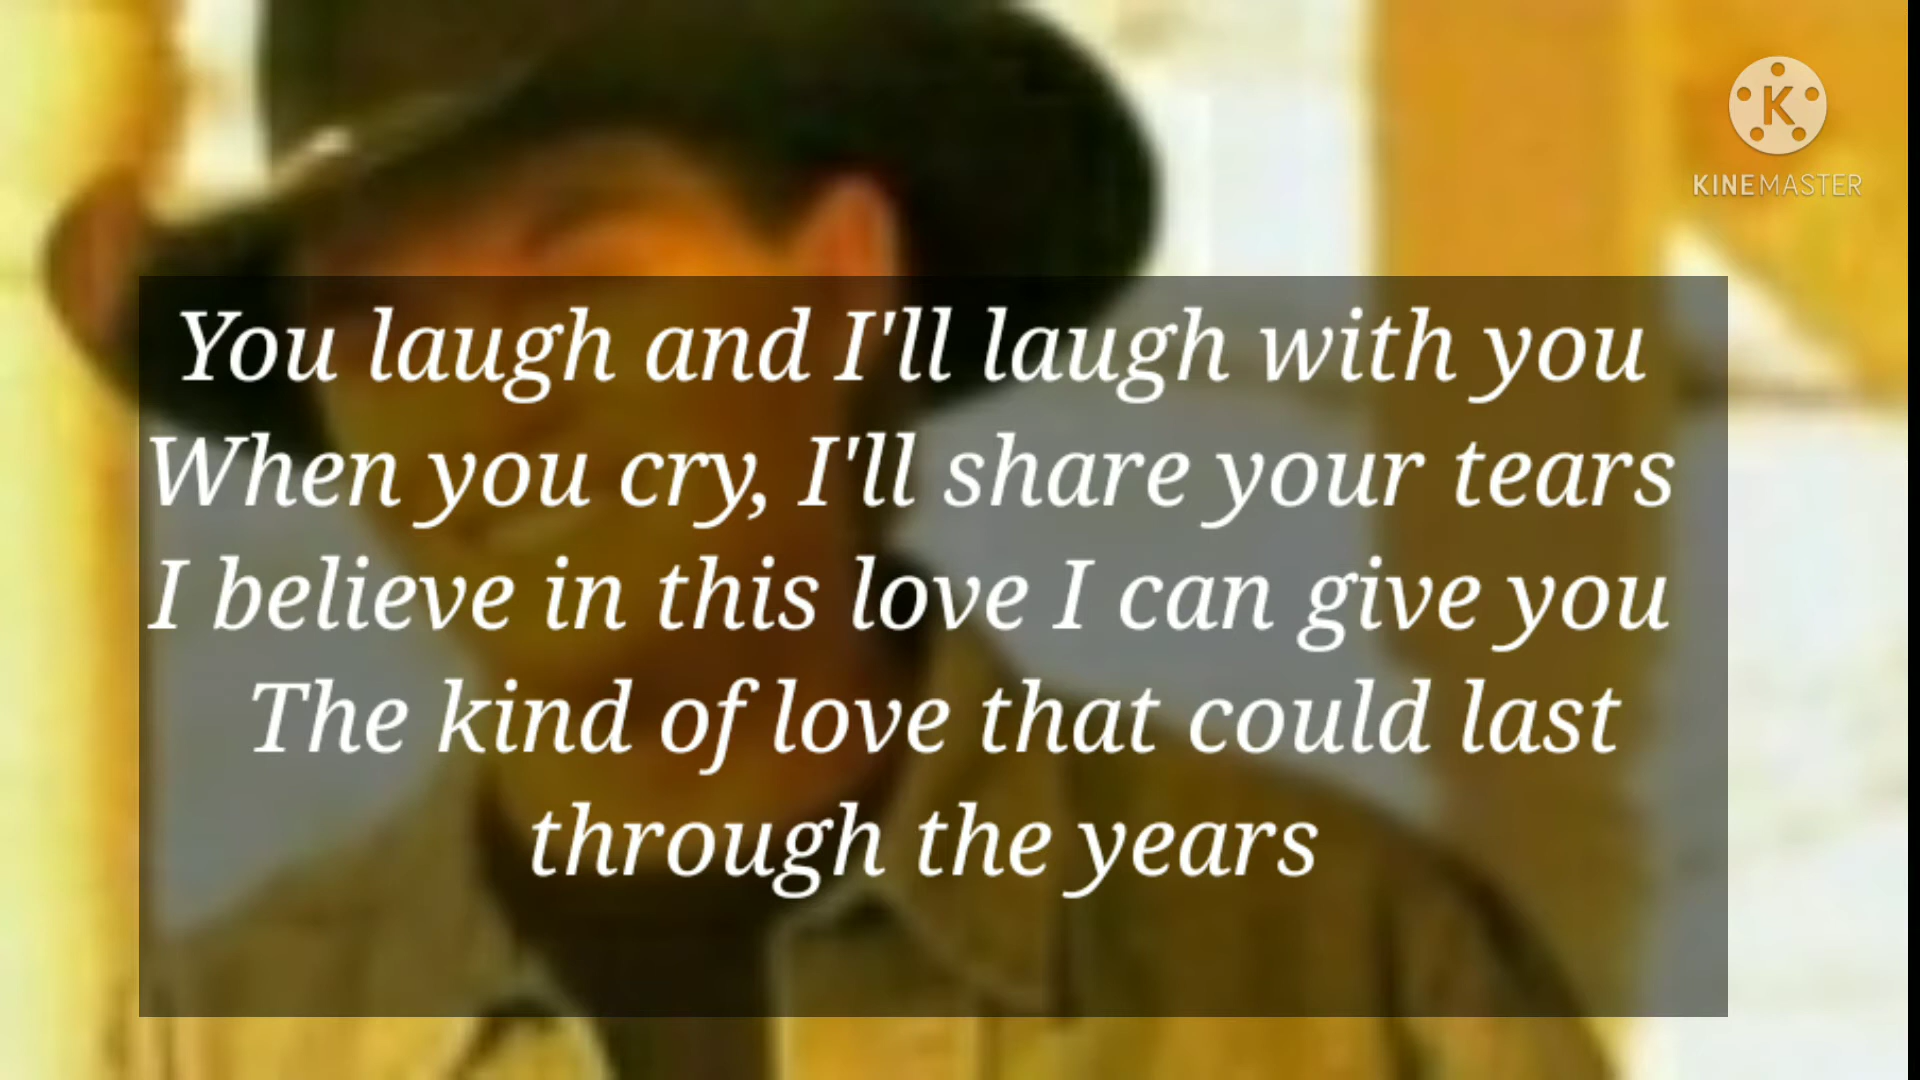 K
KINEMASTER
You laugh and I'll laugh with you
When you cry, I'll share your tears
I believe in this love I can give you
The kind of love that could last
through the years